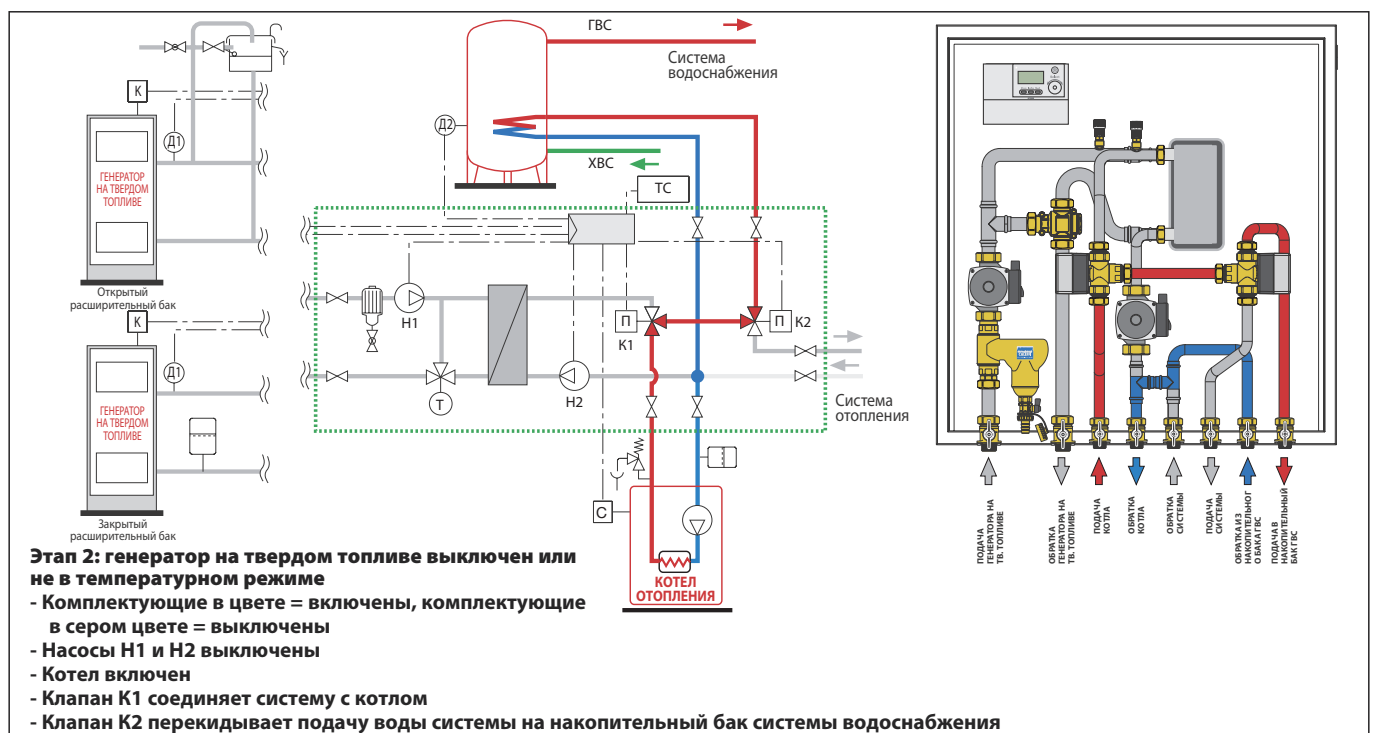 ГВС
Система
водоснабжения
К
Д1
Д2
ГЕНЕРАТОР
НА ТВЕРДОМ
ТОПЛИВЕ
ХВС
ТС
Открытый
расширительный бак
К
Н1
П
К1
П
К2
Д1
ГЕНЕРАТОР
НА ТВЕРДОМ
ТОПЛИВЕ
Т
Н2
Система
отопления
С
Закрытый
расширительный бак
КОТЕЛ
ОТОПЛЕНИЯ
ПОДАЧА
ГЕНЕРАТОРА НА
ТВ. ТОПЛИВЕ
ОБРАТКА
ГЕНЕРАТОРА НА
ТВ. ТОПЛИВЕ
ПОДАЧА
КОТЛА
ОБРАТКА
КОТЛА
ОБРАТКА
СИСТЕМЫ
ПОДАЧА
СИСТЕМЫ
ОБРАТКА ИЗ
НАКОПИТЕЛЬНОГ
О БАКА ГВС
ПОДАЧА В
НАКОПИТЕЛЬНЫЙ
БАК ГВС
Этап 2: генератор на твердом топливе выключен или
не в температурном режиме
- Комплектующие в цвете = включены, комплектующие
в сером цвете = выключены
- Насосы Н1 и Н2 выключены
- Котел включен
- Клапан К1 соединяет систему с котлом
- Клапан К2 перекидывает подачу воды системы на накопительный бак системы водоснабжения